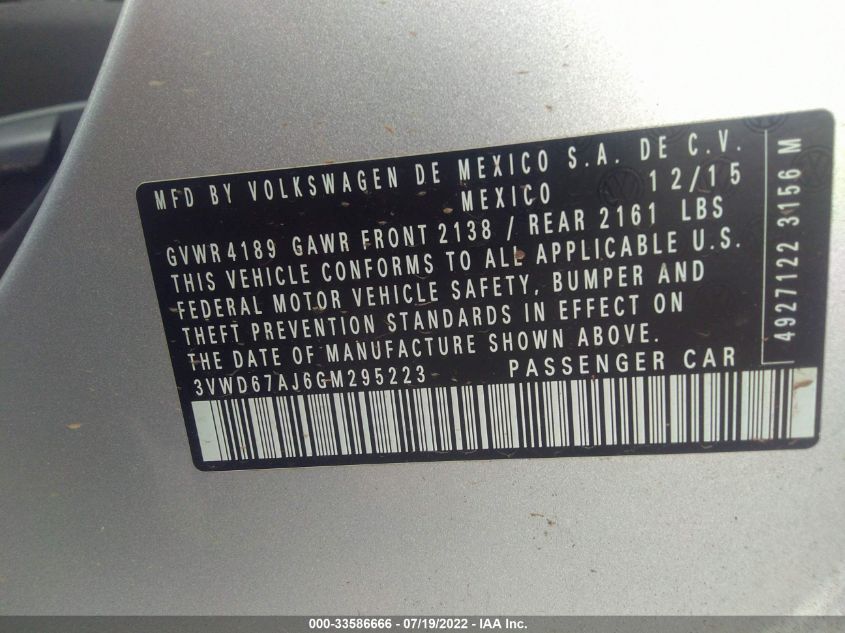 MFD BY VOLKSWAGEN DE MEXICO S.A. DE C.V.
MEXICO 12/15
GVWR 4189 GAWR FRONT 2138 / REAR 2161 LBS
THIS VEHICLE CONFORMS TO ALL APPLICABLE U.S.
FEDERAL MOTOR VEHICLE SAFETY, BUMPER AND
THEFT PREVENTION STANDARDS IN EFFECT ON
THE DATE OF MANUFACTURE SHOWN ABOVE.
3VWD67AJ6GM295223 PASSENGER CAR
4927122 3156 M
000-33586666 - 07/19/2022 - IAA Inc.